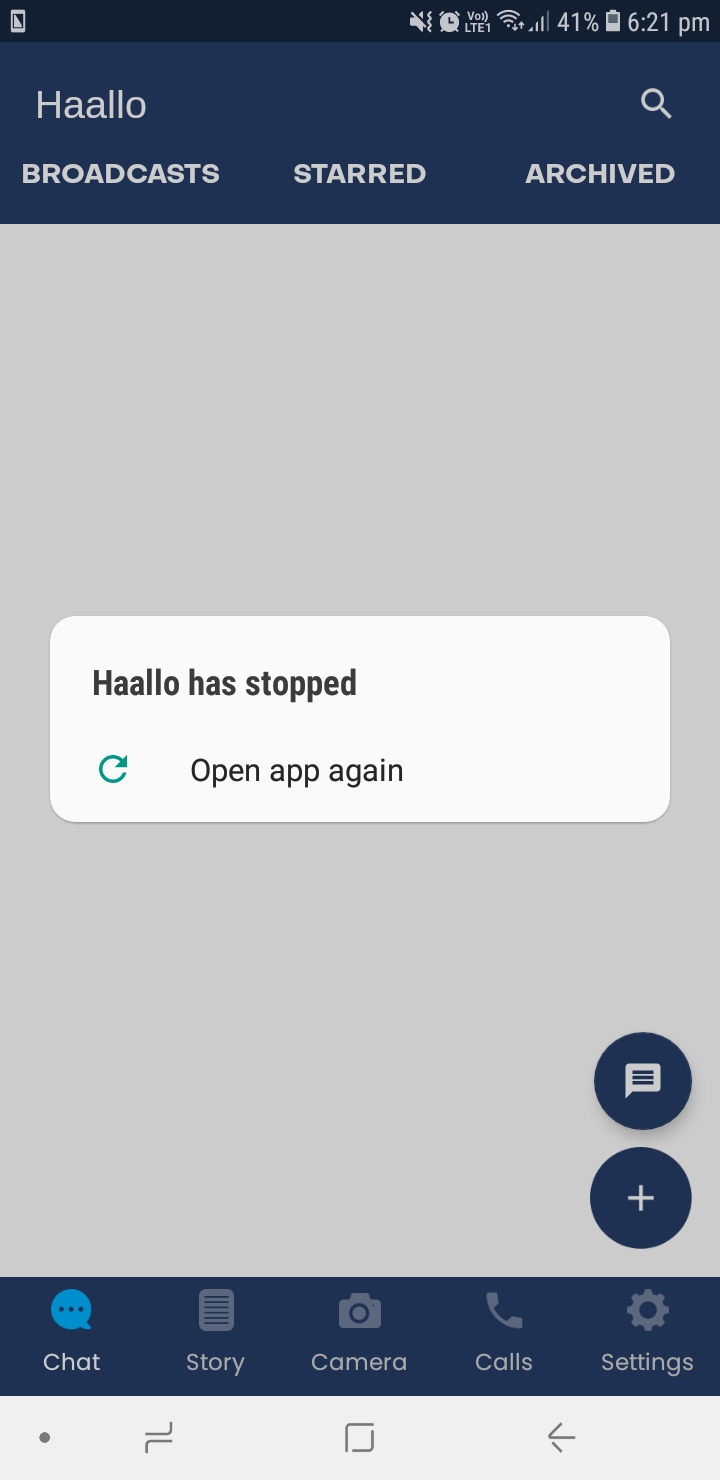 Vo)) LTE1 41% 6:21 pm
Haallo
BROADCASTS STARRED ARCHIVED
Haallo has stopped
Open app again
Chat Story Camera Calls Settings